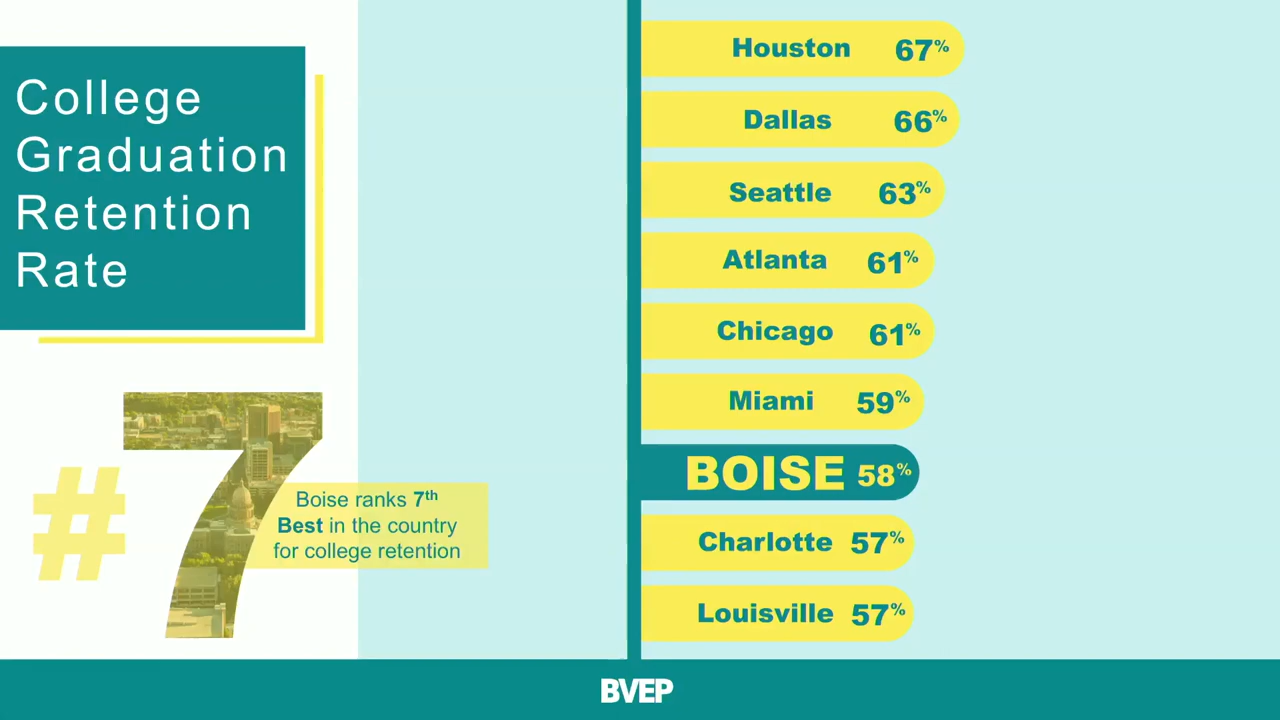 College
Graduation
Retention
Rate
#7
Boise ranks 7th
Best in the country
for college retention
Houston 67%
Dallas 66%
Seattle 63%
Atlanta 61%
Chicago 61%
Miami 59%
BOISE 58%
Charlotte 57%
Louisville 57%
BVEP